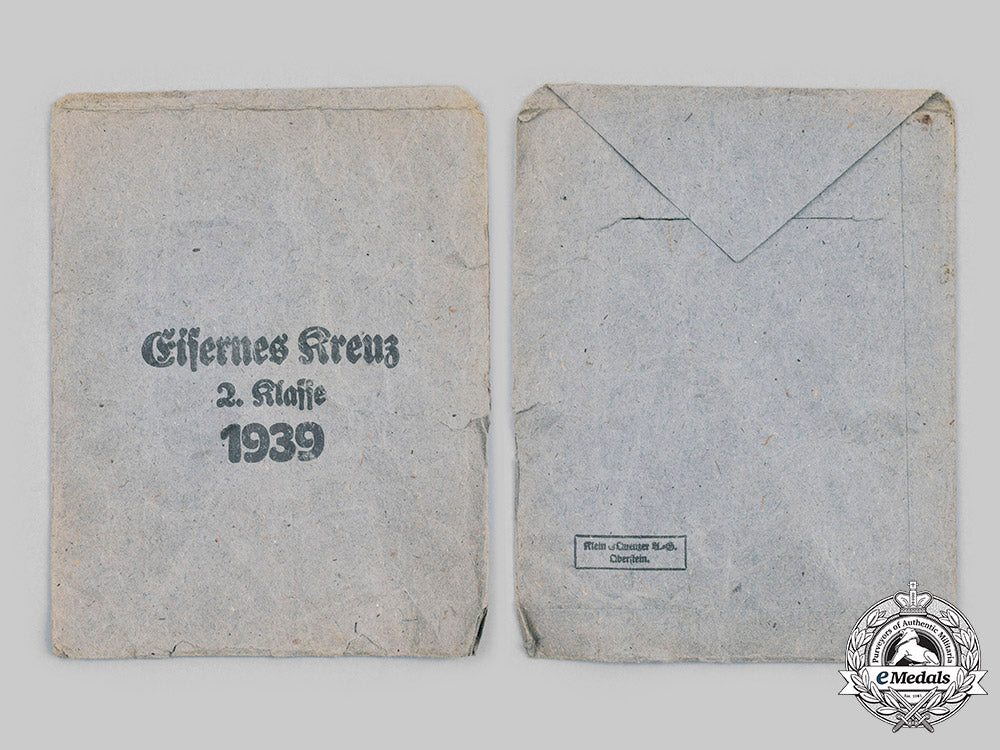 Eisernes Kreuz
2. Klasse
1939
Klein & Quenzer A.-G.
Oberstein.
Purveyors of Authentic Militaria
eMedals